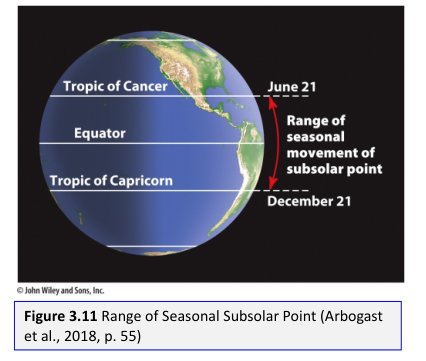 Tropic of Cancer
June 21
Equator
Range of
seasonal
movement of
subsolar point
Tropic of Capricorn
December 21
© John Wiley and Sons, Inc.
Figure 3.11 Range of Seasonal Subsolar Point (Arbogast
et al., 2018, p. 55)